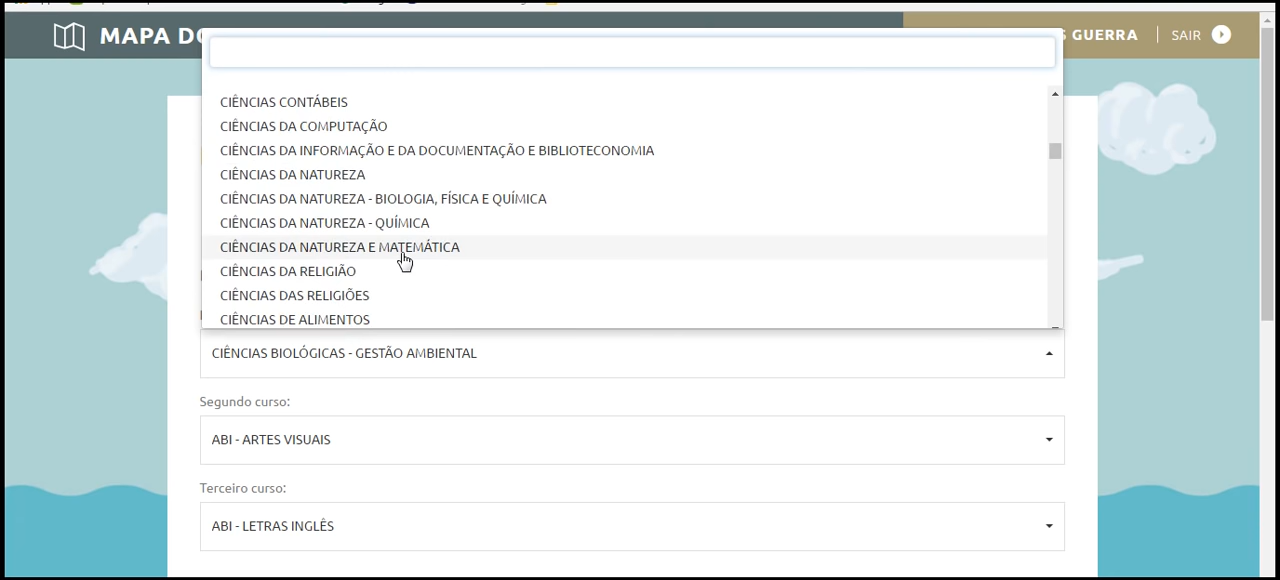 MAPA DO
S GUERRA
SAIR
CIÊNCIAS CONTÁBEIS
CIÊNCIAS DA COMPUTAÇÃO
CIÊNCIAS DA INFORMAÇÃO E DA DOCUMENTAÇÃO E BIBLIOTECONOMIA
CIÊNCIAS DA NATUREZA
CIÊNCIAS DA NATUREZA - BIOLOGIA, FÍSICA E QUÍMICA
CIÊNCIAS DA NATUREZA - QUÍMICA
CIÊNCIAS DA NATUREZA E MATEMÁTICA
CIÊNCIAS DA RELIGIÃO
CIÊNCIAS DAS RELIGIÕES
CIÊNCIAS DE ALIMENTOS
CIÊNCIAS BIOLÓGICAS - GESTÃO AMBIENTAL
Segundo curso:
ABI - ARTES VISUAIS
Terceiro curso:
ABI - LETRAS INGLÊS